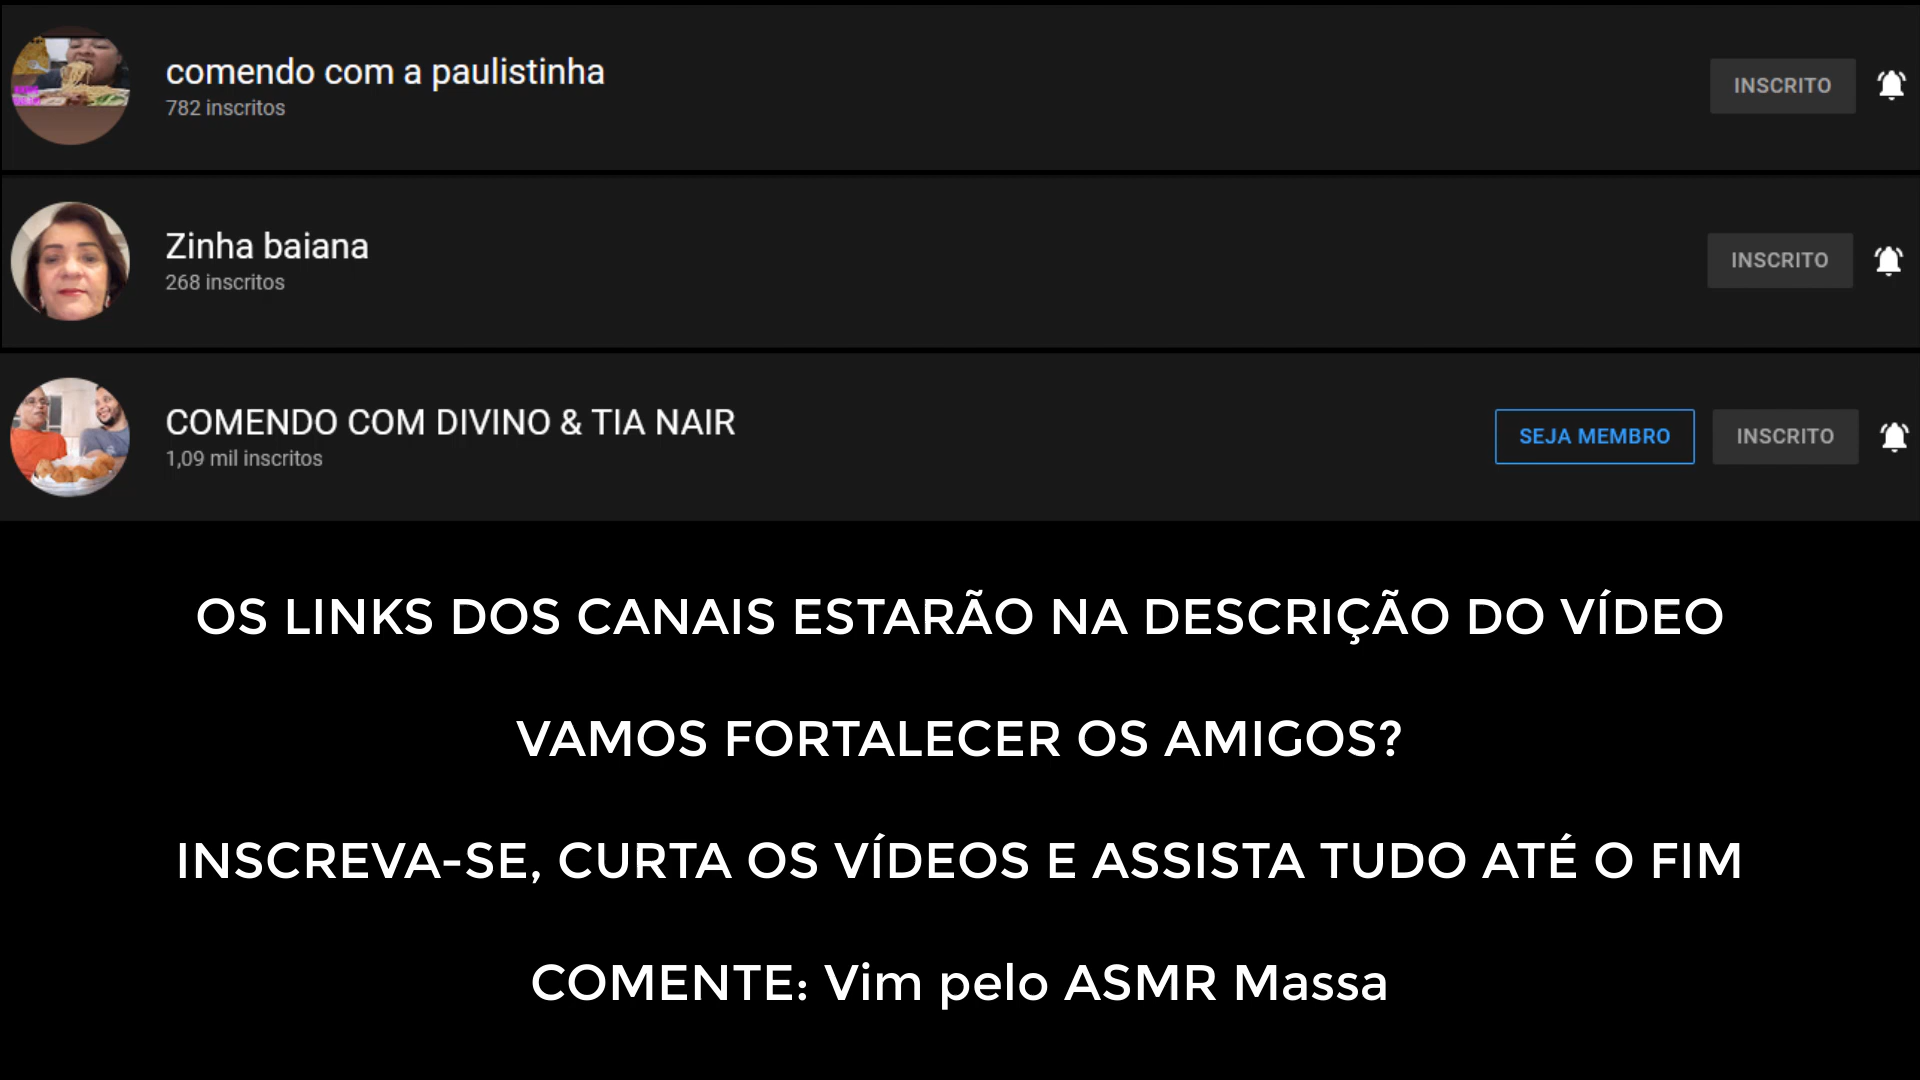 comendo com a paulistinha
782 inscritos
INSCRITO
Zinha baiana
268 inscritos
INSCRITO
COMENDO COM DIVINO & TIA NAIR
1,09 mil inscritos
SEJA MEMBRO
INSCRITO
OS LINKS DOS CANAIS ESTARÃO NA DESCRIÇÃO DO VÍDEO
VAMOS FORTALECER OS AMIGOS?
INSCREVA-SE, CURTA OS VÍDEOS E ASSISTA TUDO ATÉ O FIM
COMENTE: Vim pelo ASMR Massa